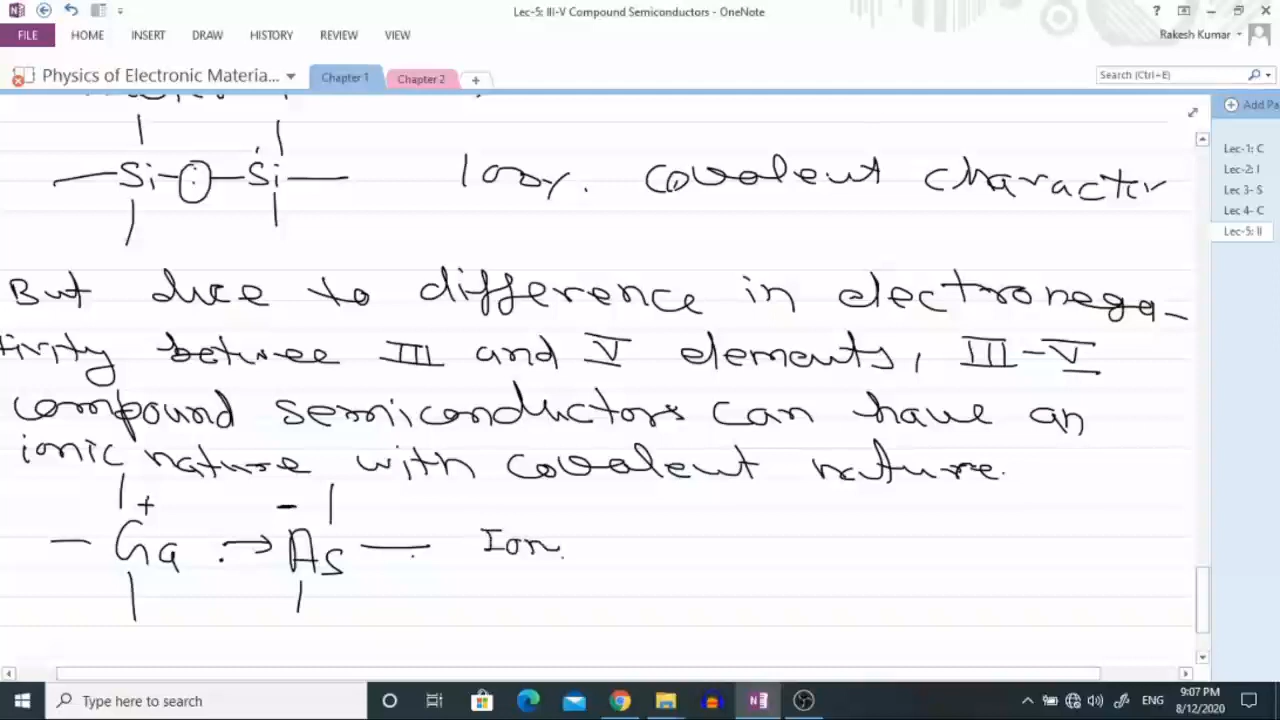 Lec-5: III-V Compound Semiconductors - OneNote
FILE HOME INSERT DRAW HISTORY REVIEW VIEW
Rakesh Kumar
Physics of Electronic Materia... Chapter 1 Chapter 2
Search (Ctrl+E)
Add Pa
Lec-1: C
Lec-2: I
Lec 3- S
Lec 4- C
Lec-5: II
Si Si 100%. Covalent character
But due to difference in electronega-
tivity between III and V elements, III-V
compound semiconductors can have an
ionic nature with covalent nature.
+ -
Ga → As Ion
Type here to search
ENG
9:07 PM
8/12/2020